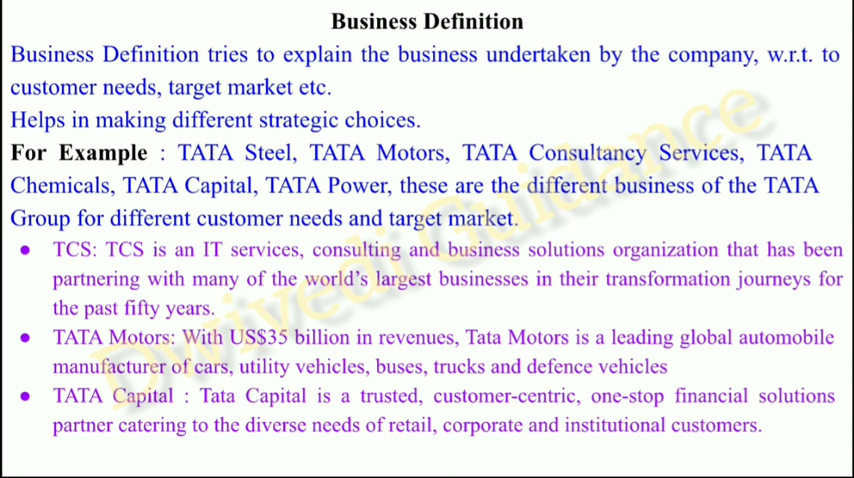 Business Definition
Business Definition tries to explain the business undertaken by the company, w.r.t. to
customer needs, target market etc.
Helps in making different strategic choices.
For Example : TATA Steel, TATA Motors, TATA Consultancy Services, TATA
Chemicals, TATA Capital, TATA Power, these are the different business of the TATA
Group for different customer needs and target market.
● TCS: TCS is an IT services, consulting and business solutions organization that has been
partnering with many of the world's largest businesses in their transformation journeys for
the past fifty years.
● TATA Motors: With US$35 billion in revenues, Tata Motors is a leading global automobile
manufacturer of cars, utility vehicles, buses, trucks and defence vehicles
● TATA Capital : Tata Capital is a trusted, customer-centric, one-stop financial solutions
partner catering to the diverse needs of retail, corporate and institutional customers.
Dwivedi Guidance